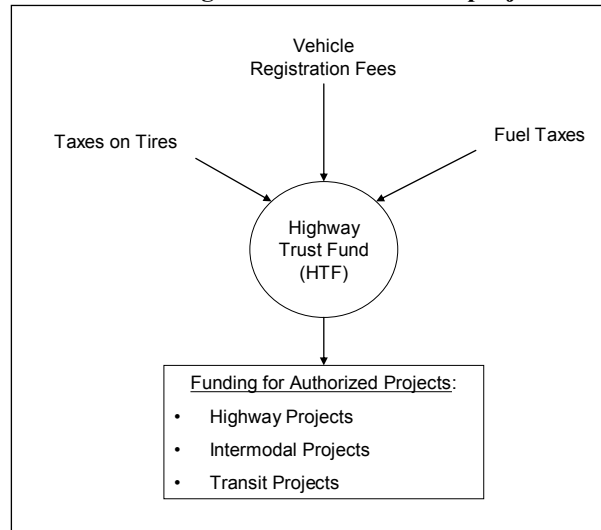 Vehicle
Registration Fees
Taxes on Tires
Fuel Taxes
Highway
Trust Fund
(HTF)
Funding for Authorized Projects:
• Highway Projects
• Intermodal Projects
• Transit Projects